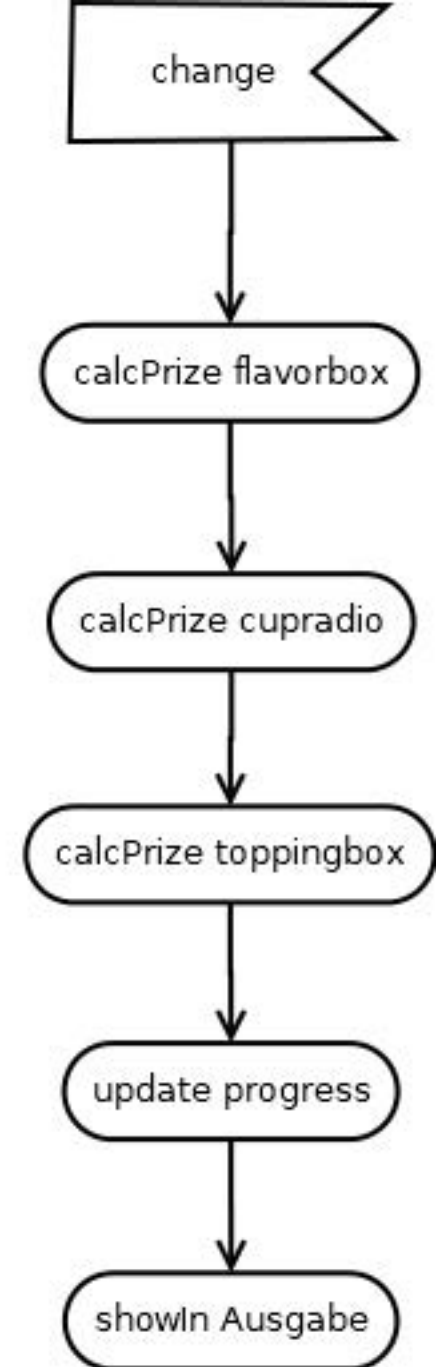 change
calcPrize flavorbox
calcPrize cupradio
calcPrize toppingbox
update progress
showIn Ausgabe